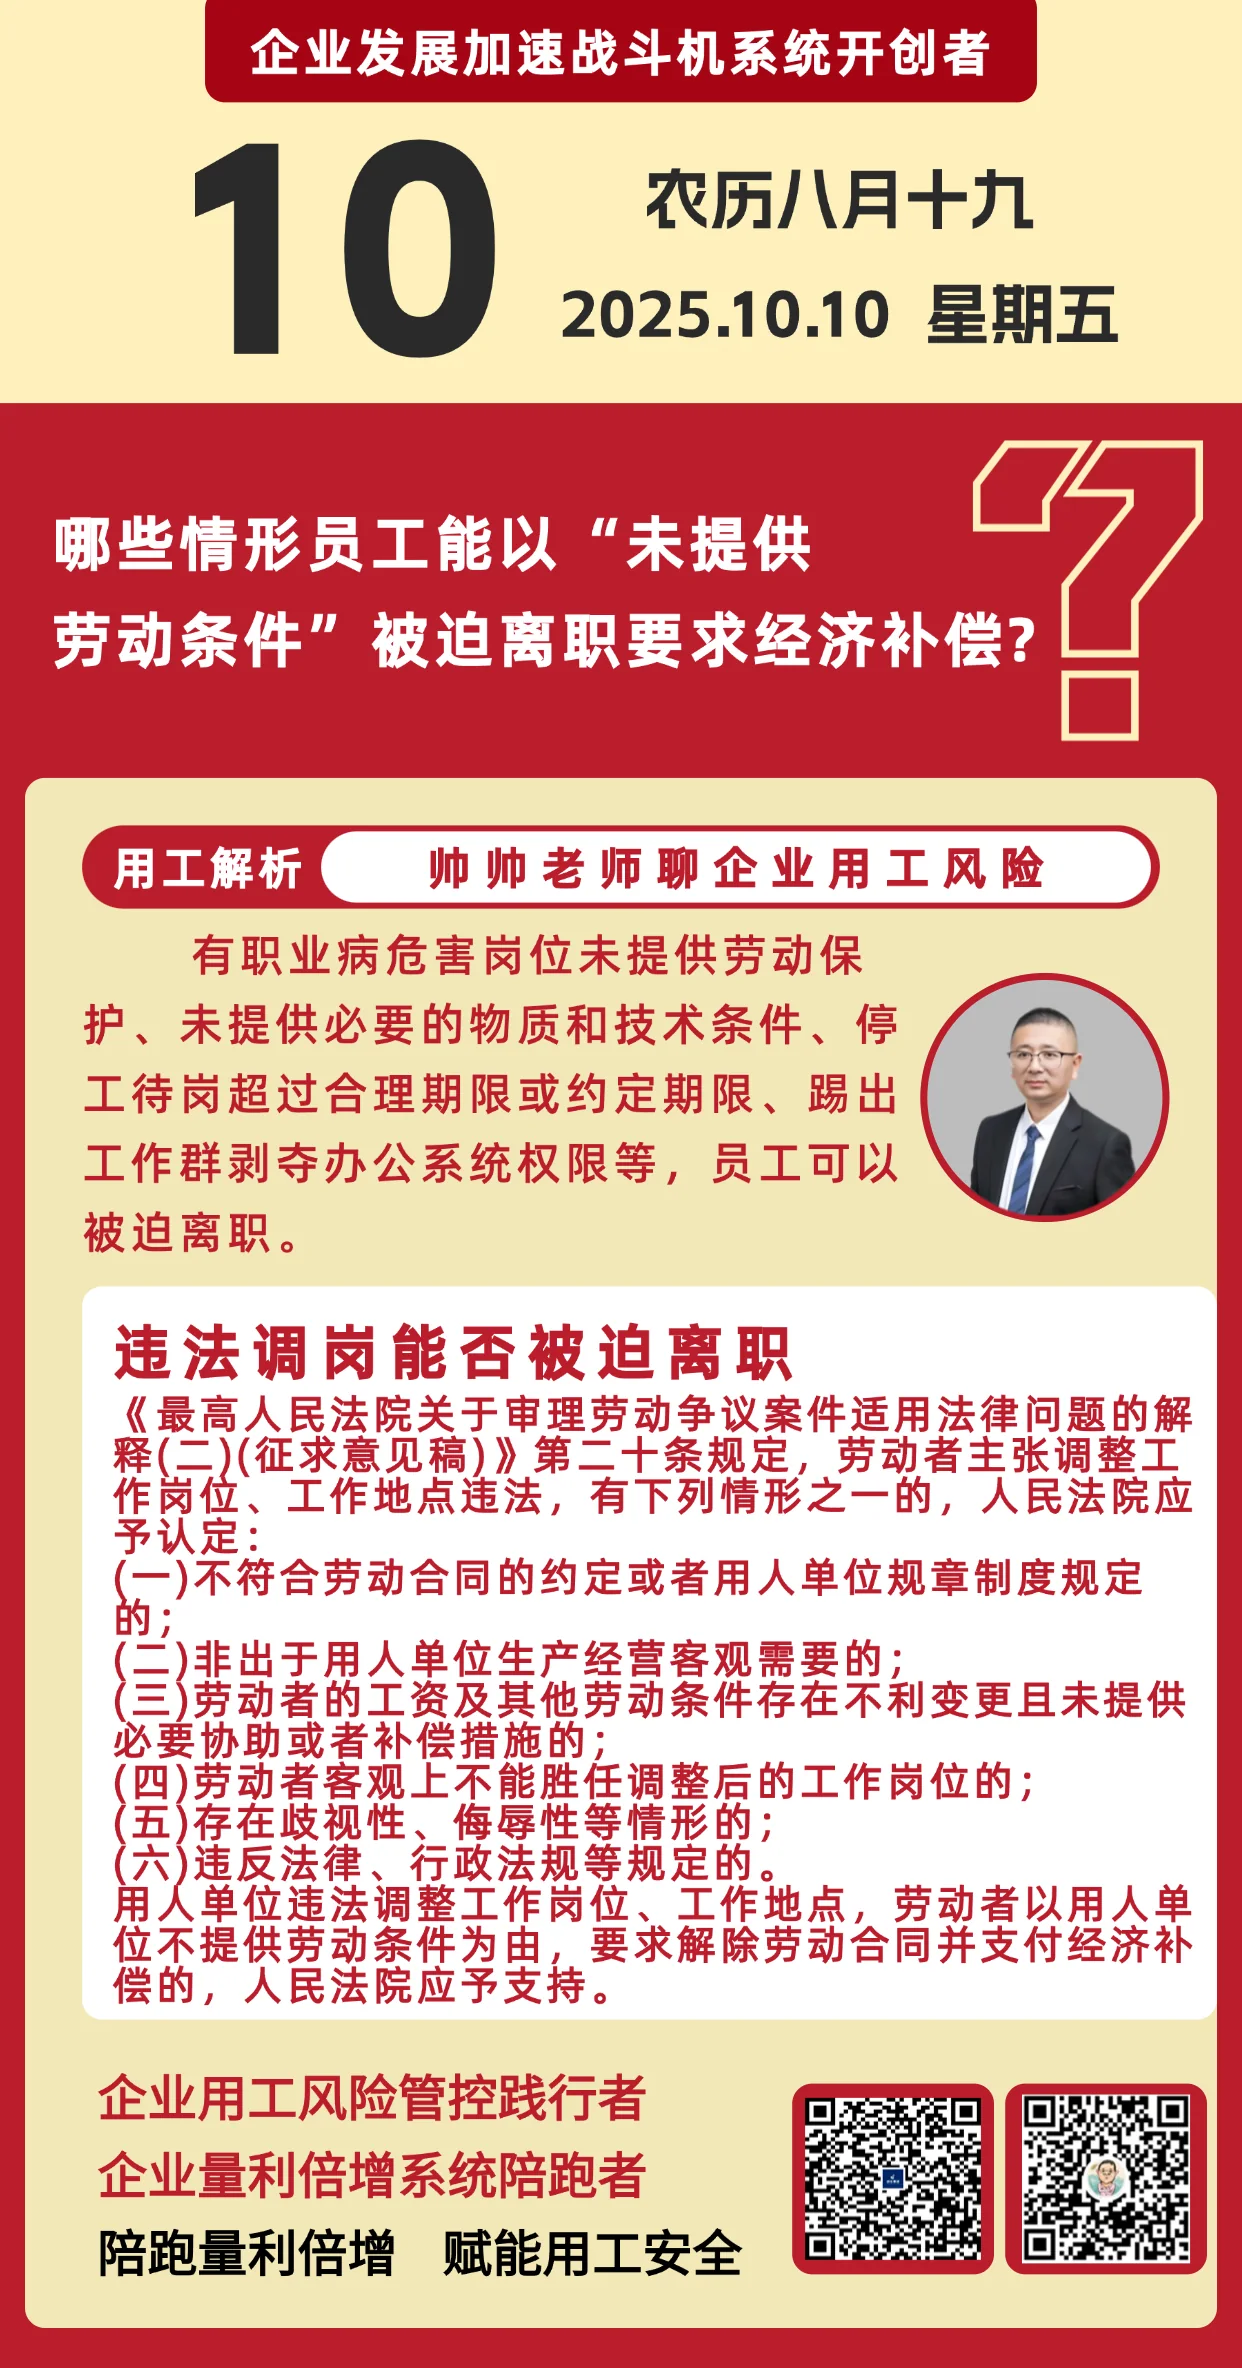 企业发展加速战斗机系统开创者
10
农历八月十九
2025.10.10 星期五
哪些情形员工能以“未提供
劳动条件”被迫离职要求经济补偿?
用工解析
帅帅老师聊企业用工风险
有职业病危害岗位未提供劳动保
护、未提供必要的物质和技术条件、停
工待岗超过合理期限或约定期限、踢出
工作群剥夺办公系统权限等，员工可以
被迫离职。
违法调岗能否被迫离职
《最高人民法院关于审理劳动争议案件适用法律问题的解
释(二)(征求意见稿)》第二十条规定，劳动者主张调整工
作岗位、工作地点违法，有下列情形之一的，人民法院应
予认定：
(一)不符合劳动合同的约定或者用人单位规章制度规定
的；
(二)非出于用人单位生产经营客观需要的；
(三)劳动者的工资及其他劳动条件存在不利变更且未提供
必要协助或者补偿措施的；
(四)劳动者客观上不能胜任调整后的工作岗位的；
(五)存在歧视性、侮辱性等情形的；
(六)违反法律、行政法规等规定的。
用人单位违法调整工作岗位、工作地点，劳动者以用人单
位不提供劳动条件为由，要求解除劳动合同并支付经济补
偿的，人民法院应予支持。
企业用工风险管控践行者
企业量利倍增系统陪跑者
陪跑量利倍增 赋能用工安全